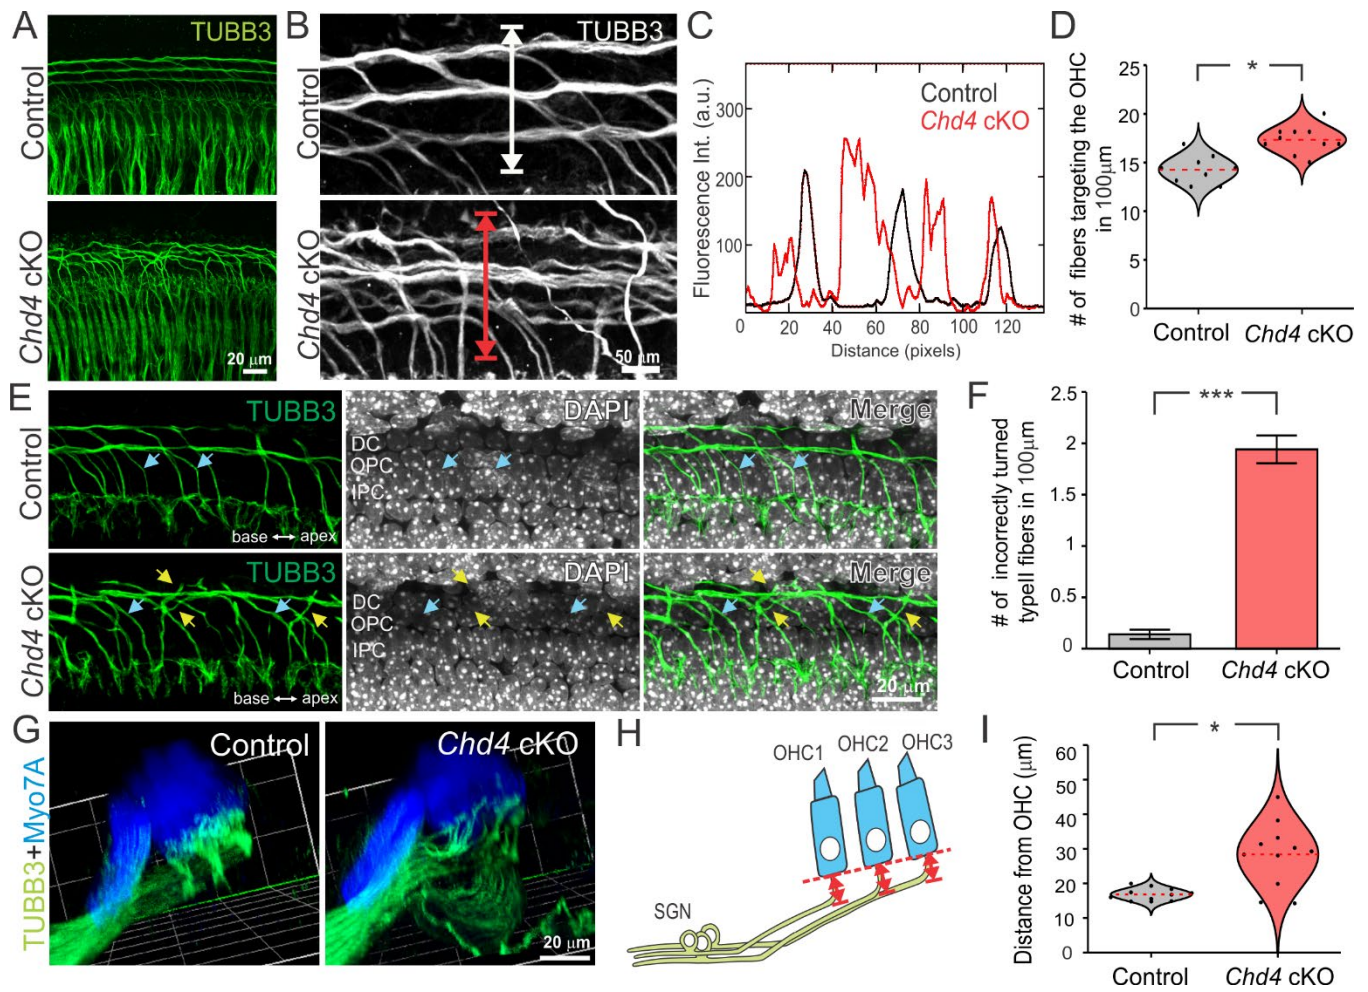 A
TUBB3
Control
Chd4 cKO
20 µm
B
TUBB3
Control
Chd4 cKO
50 µm
C
Fluorescence Int. (a.u.)
300
200
100
0
20
40
60
80
100
120
Distance (pixels)
Control
Chd4 cKO
D
# of fibers targeting the OHC
in 100µm
25
20
15
10
5
0
*
Control
Chd4 cKO
E
Control
TUBB3
base ↔ apex
DAPI
DC
OPC
IPC
Merge
Chd4 cKO
TUBB3
base ↔ apex
DAPI
DC
OPC
IPC
Merge
20 µm
F
# of incorrectly turned
typeII fibers in 100µm
2.5
2
1.5
1
0.5
0
***
Control
Chd4 cKO
G
TUBB3+Myo7A
Control
Chd4 cKO
20 µm
H
OHC1
OHC2
OHC3
SGN
I
Distance from OHC (µm)
60
50
40
30
20
10
0
*
Control
Chd4 cKO